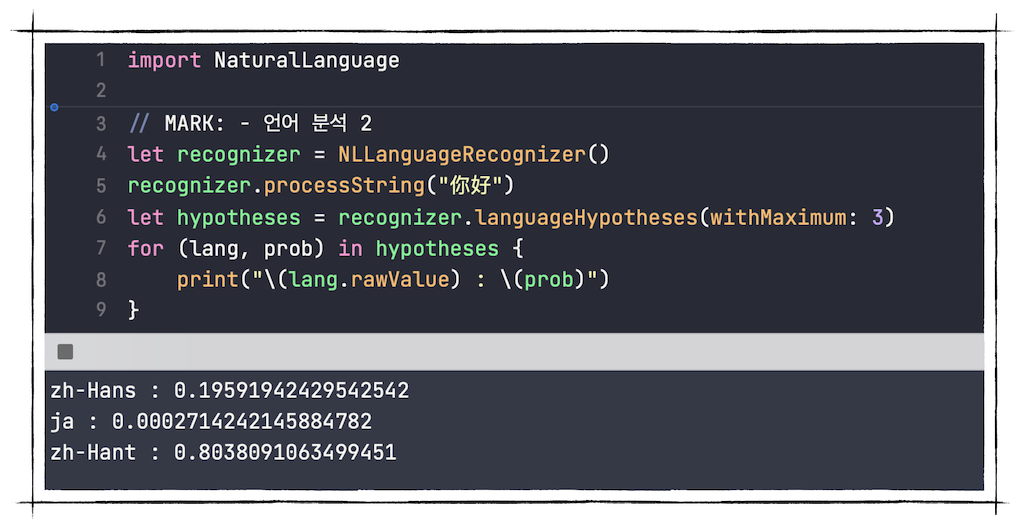 1 import NaturalLanguage
2
3 // MARK: - 언어 분석 2
4 let recognizer = NLLanguageRecognizer()
5 recognizer.processString("你好")
6 let hypotheses = recognizer.languageHypotheses(withMaximum: 3)
7 for (lang, prob) in hypotheses {
8     print("\(lang.rawValue) : \(prob)")
9 }
zh-Hans : 0.19591942429542542
ja : 0.0002714242145884782
zh-Hant : 0.8038091063499451